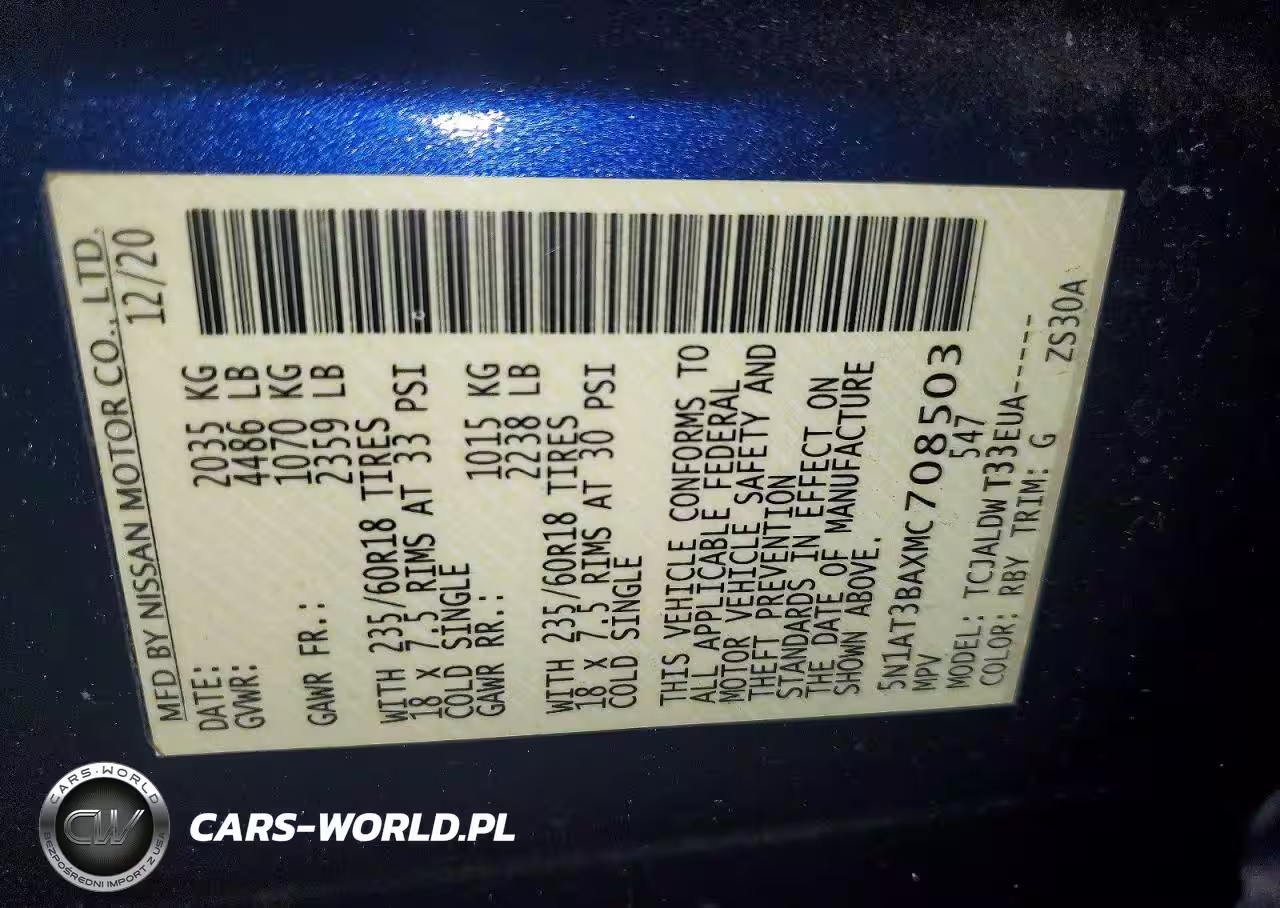 MFD BY NISSAN MOTOR CO., LTD.
DATE: 12/20
GVWR: 2035 KG
4486 LB
GAWR FR.: 1070 KG
2359 LB
WITH 235/60R18 TIRES
18 X 7.5 RIMS AT 33 PSI
COLD SINGLE
GAWR RR.: 1015 KG
2238 LB
WITH 235/60R18 TIRES
18 X 7.5 RIMS AT 30 PSI
COLD SINGLE
THIS VEHICLE CONFORMS TO
ALL APPLICABLE FEDERAL
MOTOR VEHICLE SAFETY AND
THEFT PREVENTION
STANDARDS IN EFFECT ON
THE DATE OF MANUFACTURE
SHOWN ABOVE.
5N1AT3BAXMC708503
MPV 547
MODEL: TCJALDW T33EUA-----
COLOR: RBY TRIM: G ZS30A
CARS-WORLD
CW
BEZPOŚREDNI IMPORT Z USA
CARS-WORLD.PL